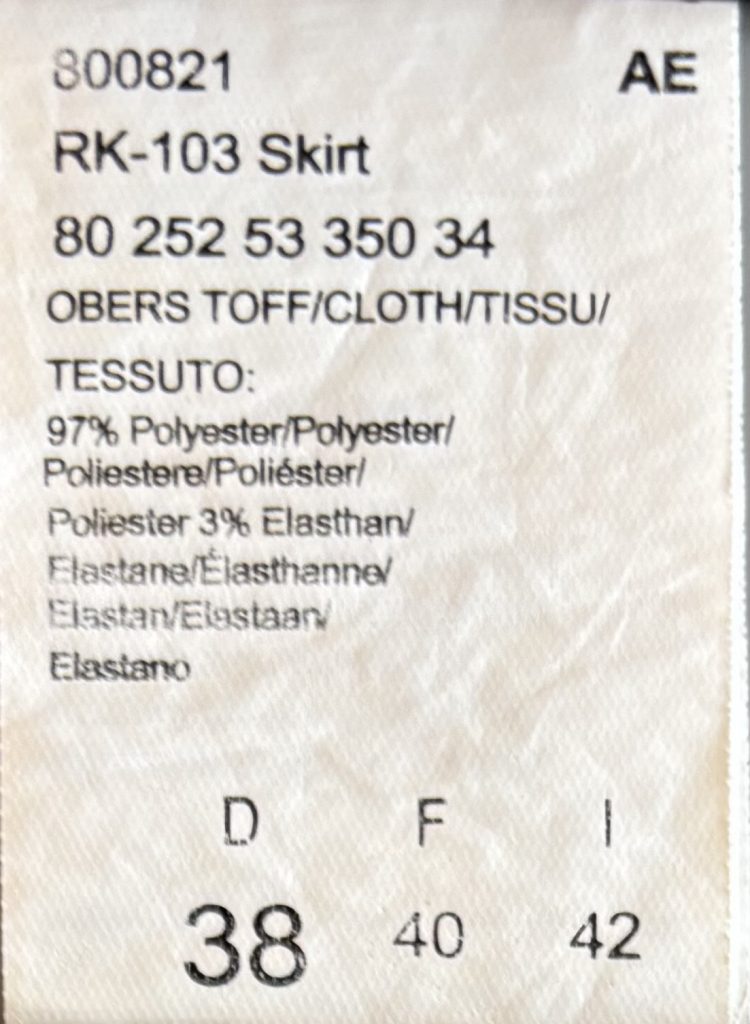 800821 AE
RK-103 Skirt
80 252 53 350 34
OBERS TOFF/CLOTH/TISSU/
TESSUTO:
97% Polyester/Polyester/
Poliestere/Poliéster/
Poliester 3% Elasthan/
Elastane/Élasthanne/
Elastan/Elastaan/
Elastano
D F I
38 40 42